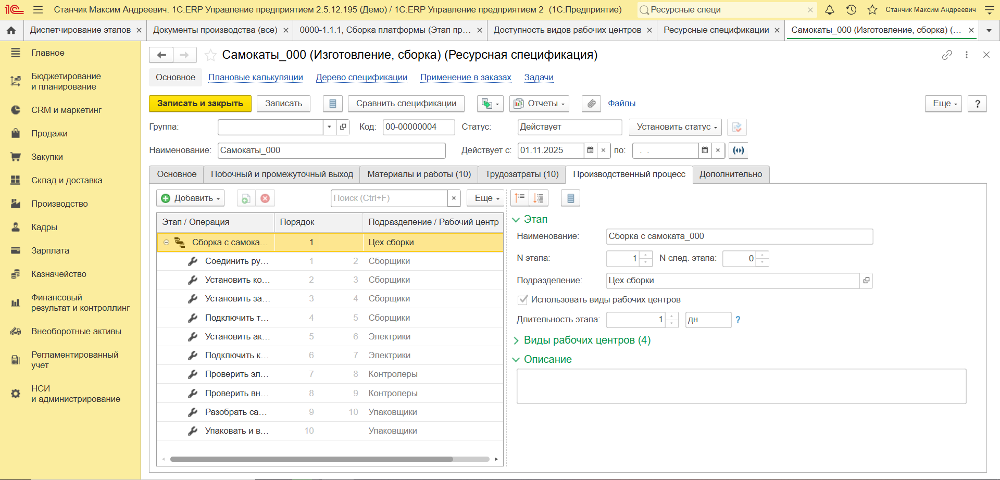 1С Станчик Максим Андреевич. 1С:ERP Управление предприятием 2.5.12.195 (Демо) / 1С:ERP Управление предприятием 2 (1С:Предприятие) Ресурсные специ Станчик Максим Андреевич
Диспетчирование этапов Документы производства (все) 0000-1.1.1, Сборка платформы (Этап пр... Доступность видов рабочих центров Ресурсные спецификации Самокаты_000 (Изготовление, сборка) (...
Главное
Бюджетирование
и планирование
CRM и маркетинг
Продажи
Закупки
Склад и доставка
Производство
Кадры
Зарплата
Казначейство
Финансовый
результат и контроллинг
Внеоборотные активы
Регламентированный
учет
НСИ
и администрирование
Самокаты_000 (Изготовление, сборка) (Ресурсная спецификация)
Основное Плановые калькуляции Дерево спецификации Применение в заказах Задачи
Записать и закрыть Записать Сравнить спецификации Отчеты Файлы Еще ?
Группа: Код: 00-00000004 Статус: Действует Установить статус
Наименование: Самокаты_000 Действует с: 01.11.2025 по: . .
Основное Побочный и промежуточный выход Материалы и работы (10) Трудозатраты (10) Производственный процесс Дополнительно
Добавить Поиск (Ctrl+F) Еще
Этап / Операция Порядок Подразделение / Рабочий центр
Сборка с самока... 1 Цех сборки
Соединить ру... 1 2 Сборщики
Установить ко... 2 3 Сборщики
Установить за... 3 4 Сборщики
Подключить т... 4 5 Сборщики
Установить ак... 5 6 Электрики
Подключить к... 6 7 Электрики
Проверить эл... 7 8 Контролеры
Проверить вн... 8 9 Контролеры
Разобрать са... 9 10 Упаковщики
Упаковать и в... 10 Упаковщики
Этап
Наименование: Сборка с самоката_000
N этапа: 1 N след. этапа: 0
Подразделение: Цех сборки
Использовать виды рабочих центров
Длительность этапа: 1 дн ?
Виды рабочих центров (4)
Описание